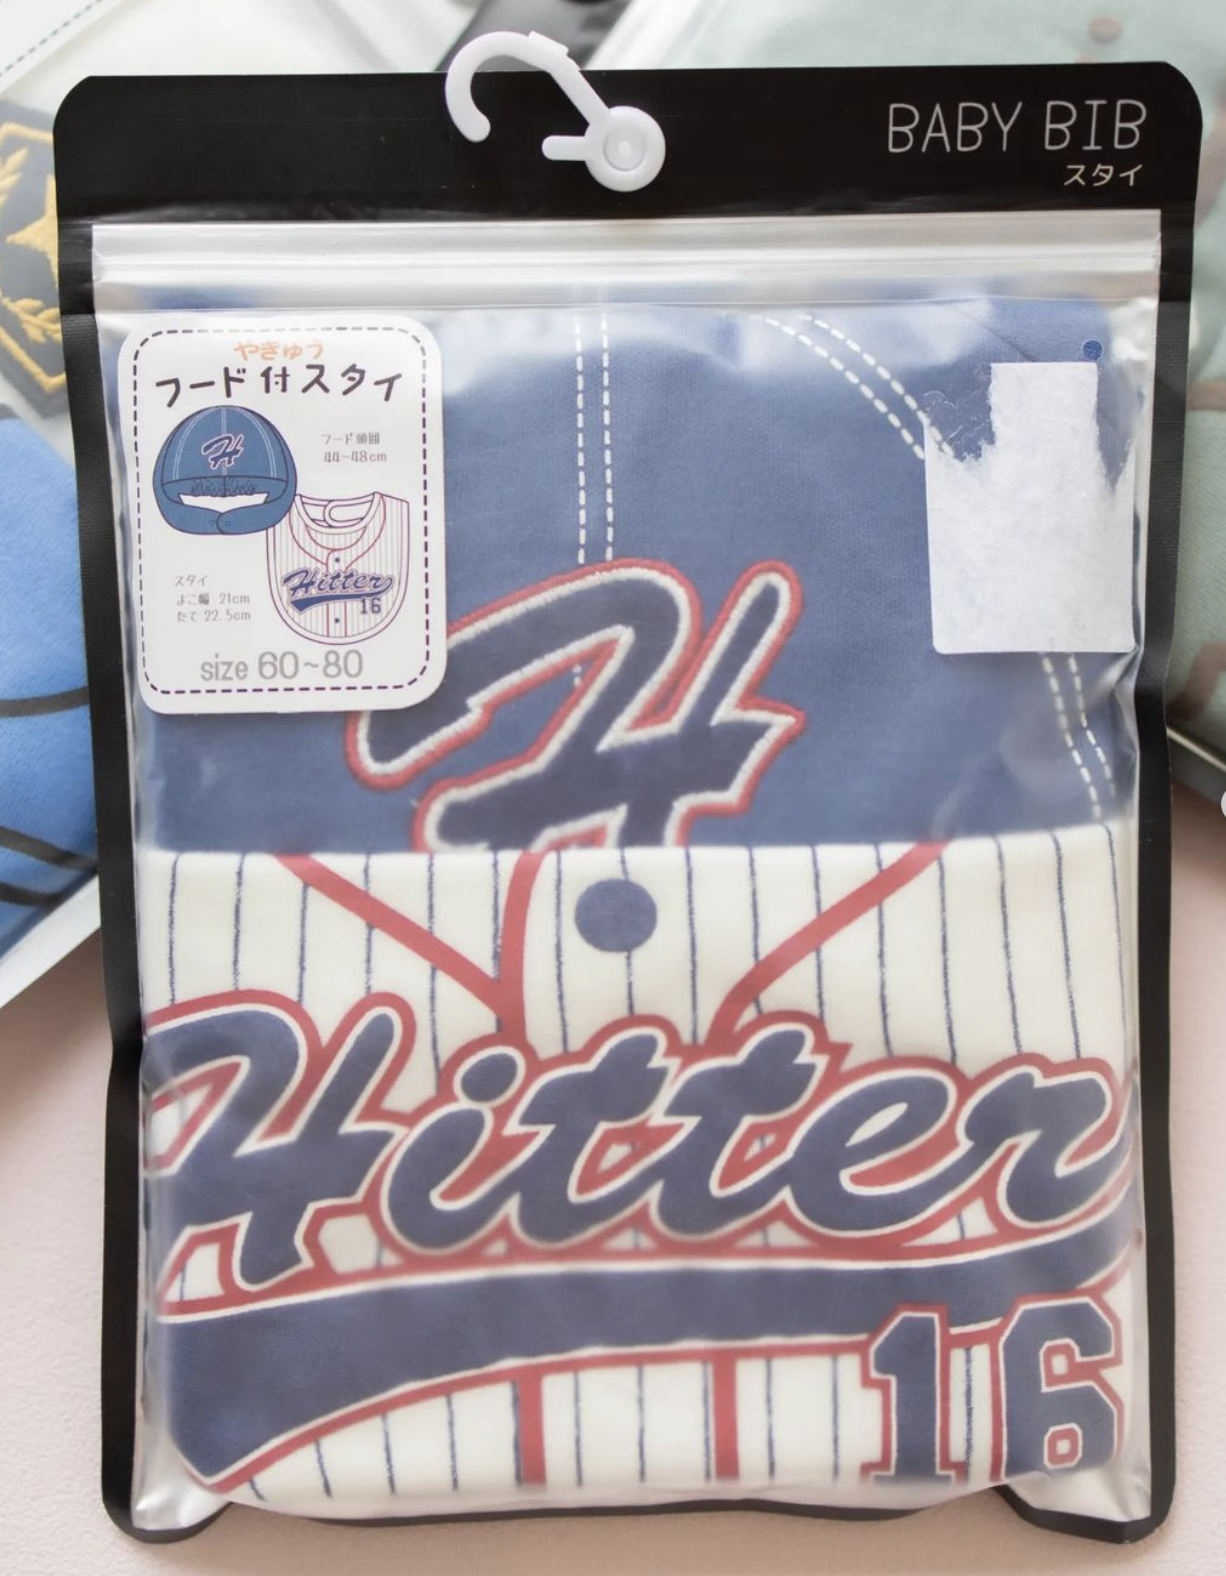 BABY BIB
スタイ
やきゅう
フード付スタイ
H
フード頭囲
44~48cm
Hitter
16
スタイ
よこ幅 21cm
たて 22.5cm
size 60~80
H
Hitter
16